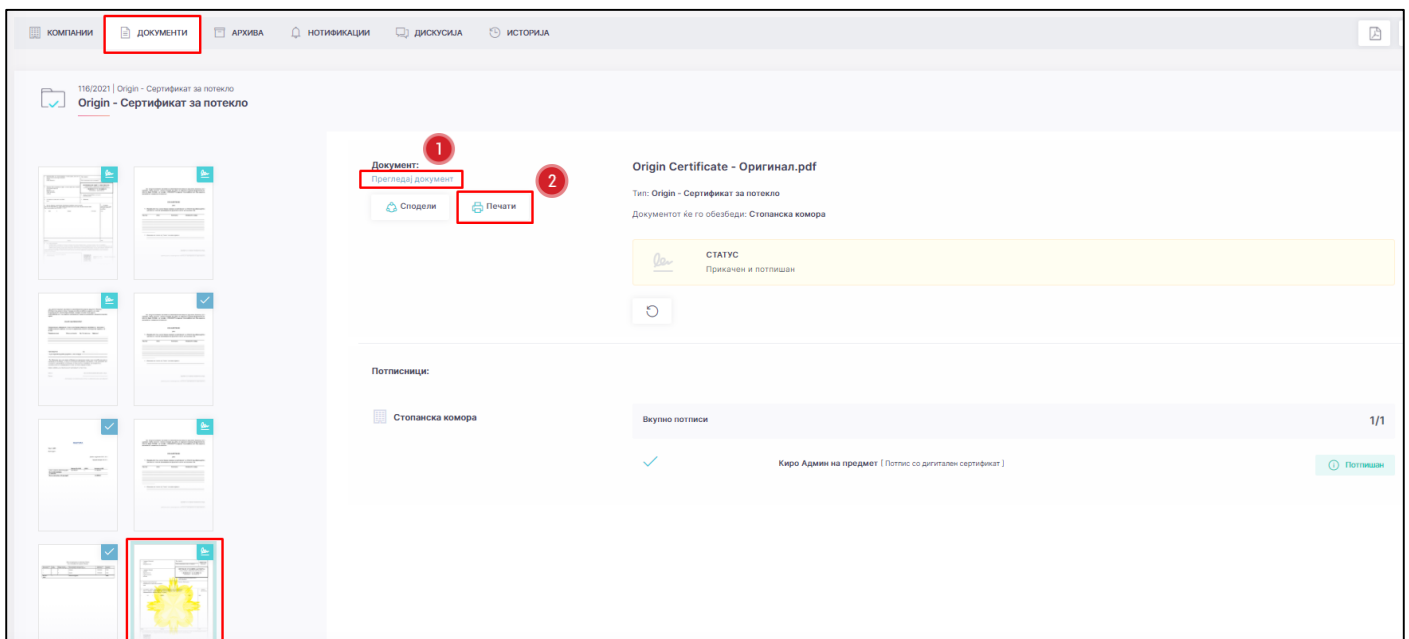 КОМПАНИИ ДОКУМЕНТИ АРХИВА НОТИФИКАЦИИ ДИСКУСИЈА ИСТОРИЈА
116/2021 | Origin - Сертификат за потекло
Origin - Сертификат за потекло
1
Документ:
Прегледај документ
2
Сподели Печати
Origin Certificate - Оригинал.pdf
Тип: Origin - Сертификат за потекло
Документот ќе го обезбеди: Стопанска комора
СТАТУС
Прикачен и потпишан
Потписници:
Стопанска комора
Вкупно потписи 1/1
Киро Админ на предмет [ Потпис со дигитален сертификат ] Потпишан